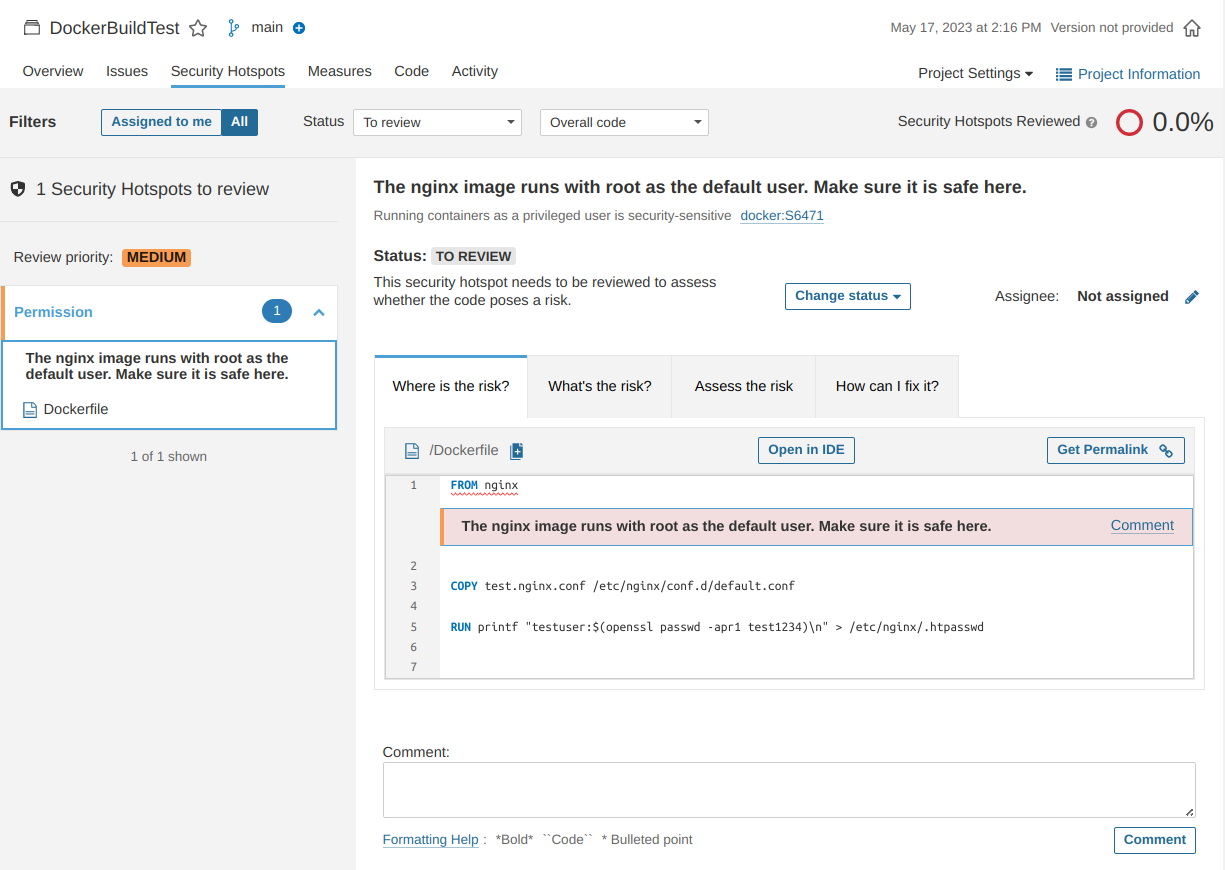 DockerBuildTest main
May 17, 2023 at 2:16 PM Version not provided
Overview Issues Security Hotspots Measures Code Activity
Project Settings Project Information
Filters Assigned to me All Status To review Overall code Security Hotspots Reviewed ? 0.0%
1 Security Hotspots to review
Review priority: MEDIUM
Permission 1
The nginx image runs with root as the
default user. Make sure it is safe here.
Dockerfile
1 of 1 shown
The nginx image runs with root as the default user. Make sure it is safe here.
Running containers as a privileged user is security-sensitive docker:S6471
Status: TO REVIEW
This security hotspot needs to be reviewed to assess
whether the code poses a risk.
Change status
Assignee: Not assigned
Where is the risk? What's the risk? Assess the risk How can I fix it?
/Dockerfile Open in IDE Get Permalink
1 FROM nginx
The nginx image runs with root as the default user. Make sure it is safe here. Comment
2
3 COPY test.nginx.conf /etc/nginx/conf.d/default.conf
4
5 RUN printf "testuser:$(openssl passwd -apr1 test1234)\n" > /etc/nginx/.htpasswd
6
7
Comment:
Formatting Help : *Bold* ``Code`` * Bulleted point
Comment